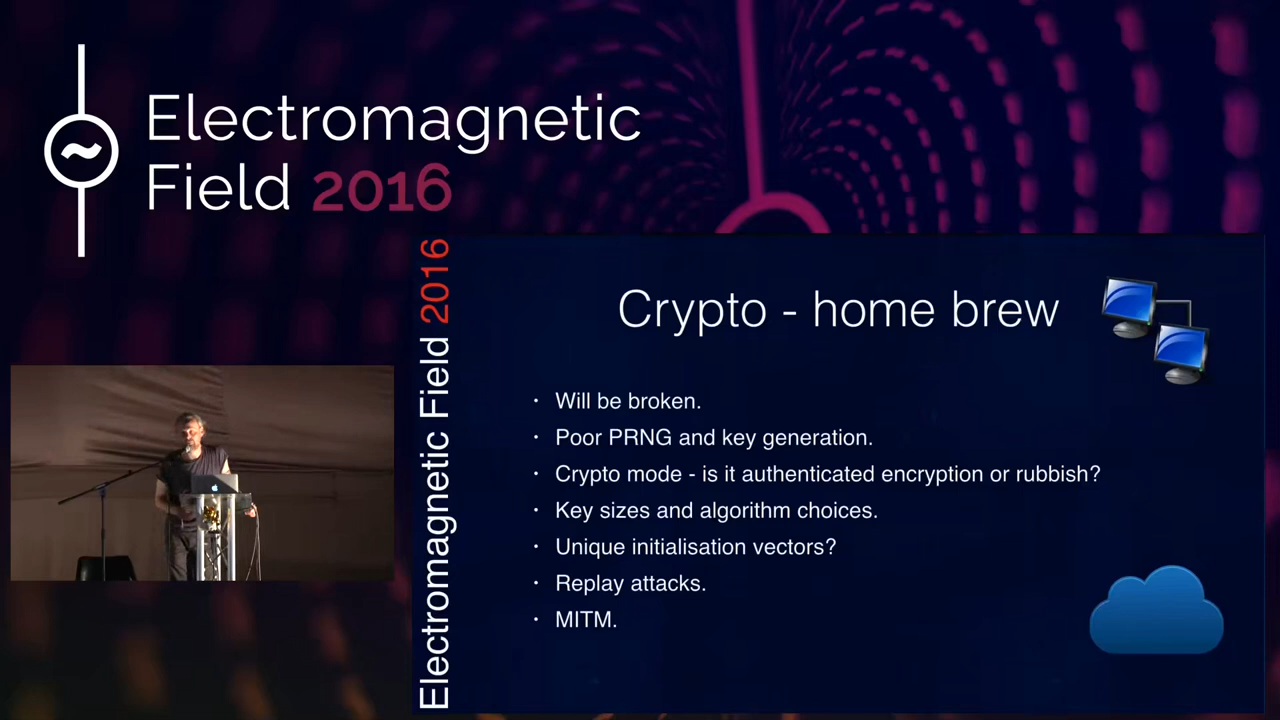 Electromagnetic
Field 2016
Electromagnetic Field 2016
Crypto - home brew
· Will be broken.
· Poor PRNG and key generation.
· Crypto mode - is it authenticated encryption or rubbish?
· Key sizes and algorithm choices.
· Unique initialisation vectors?
· Replay attacks.
· MITM.